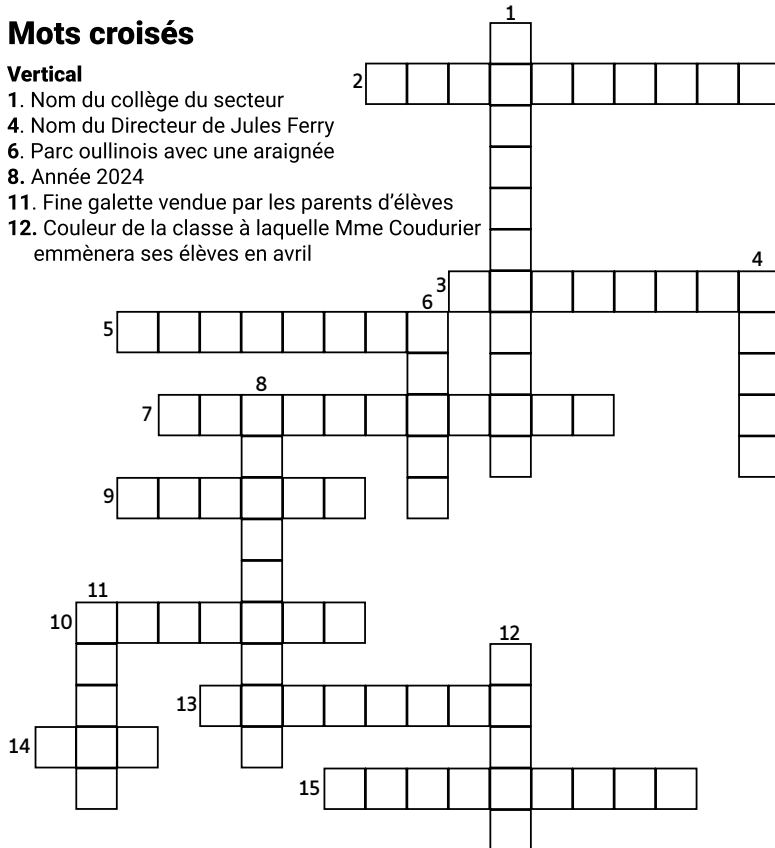 Mots croisés
Vertical
1. Nom du collège du secteur
4. Nom du Directeur de Jules Ferry
6. Parc oullinois avec une araignée
8. Année 2024
11. Fine galette vendue par les parents d’élèves
12. Couleur de la classe à laquelle Mme Coudurier
emmènera ses élèves en avril
1
2
4
3
6
5
8
7
9
11
10
12
13
14
15